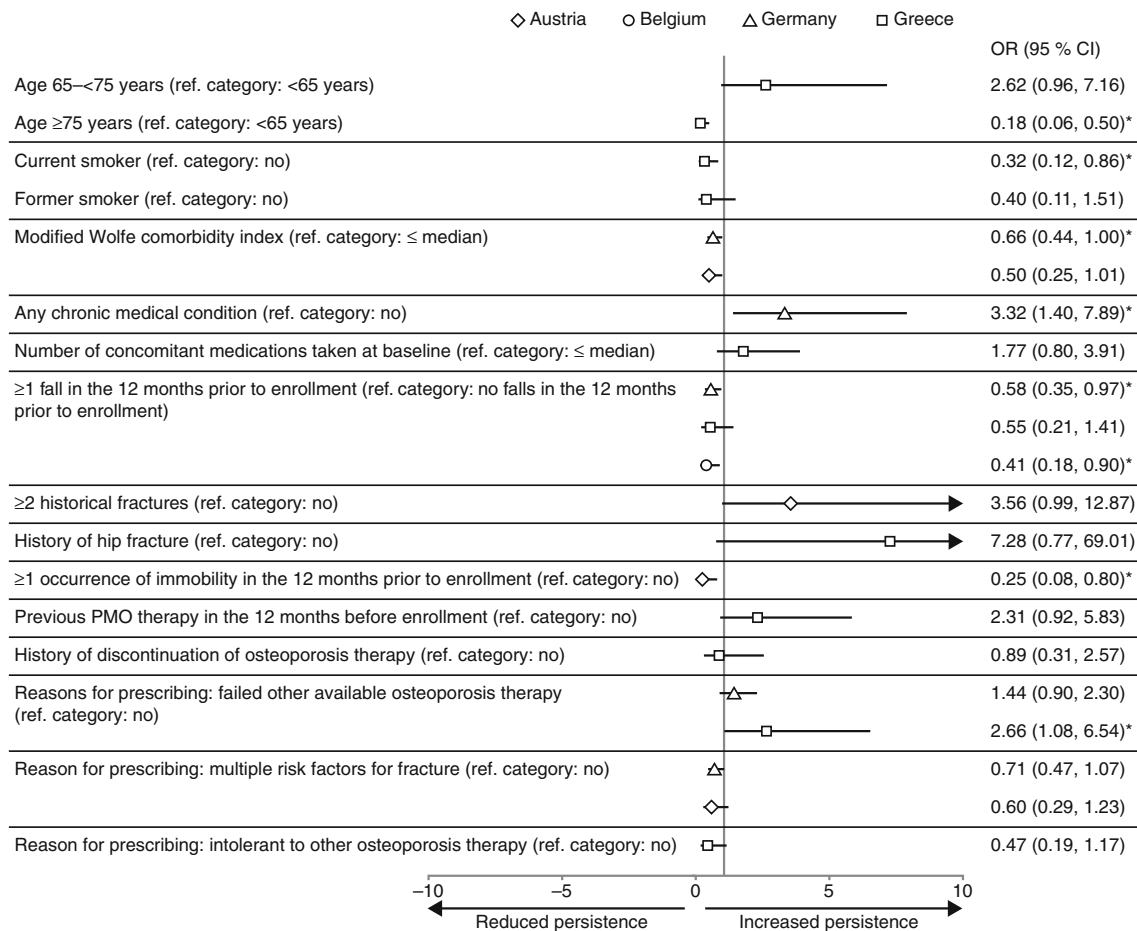 Austria Belgium Germany Greece
OR (95 % CI)
Age 65–<75 years (ref. category: <65 years) 2.62 (0.96, 7.16)
Age ≥75 years (ref. category: <65 years) 0.18 (0.06, 0.50)*
Current smoker (ref. category: no) 0.32 (0.12, 0.86)*
Former smoker (ref. category: no) 0.40 (0.11, 1.51)
Modified Wolfe comorbidity index (ref. category: ≤ median) 0.66 (0.44, 1.00)*
0.50 (0.25, 1.01)
Any chronic medical condition (ref. category: no) 3.32 (1.40, 7.89)*
Number of concomitant medications taken at baseline (ref. category: ≤ median) 1.77 (0.80, 3.91)
≥1 fall in the 12 months prior to enrollment (ref. category: no falls in the 12 months 0.58 (0.35, 0.97)*
prior to enrollment)
0.55 (0.21, 1.41)
0.41 (0.18, 0.90)*
≥2 historical fractures (ref. category: no) 3.56 (0.99, 12.87)
History of hip fracture (ref. category: no) 7.28 (0.77, 69.01)
≥1 occurrence of immobility in the 12 months prior to enrollment (ref. category: no) 0.25 (0.08, 0.80)*
Previous PMO therapy in the 12 months before enrollment (ref. category: no) 2.31 (0.92, 5.83)
History of discontinuation of osteoporosis therapy (ref. category: no) 0.89 (0.31, 2.57)
Reasons for prescribing: failed other available osteoporosis therapy 1.44 (0.90, 2.30)
(ref. category: no)
2.66 (1.08, 6.54)*
Reason for prescribing: multiple risk factors for fracture (ref. category: no) 0.71 (0.47, 1.07)
0.60 (0.29, 1.23)
Reason for prescribing: intolerant to other osteoporosis therapy (ref. category: no) 0.47 (0.19, 1.17)
–10 –5 0 5 10
Reduced persistence Increased persistence